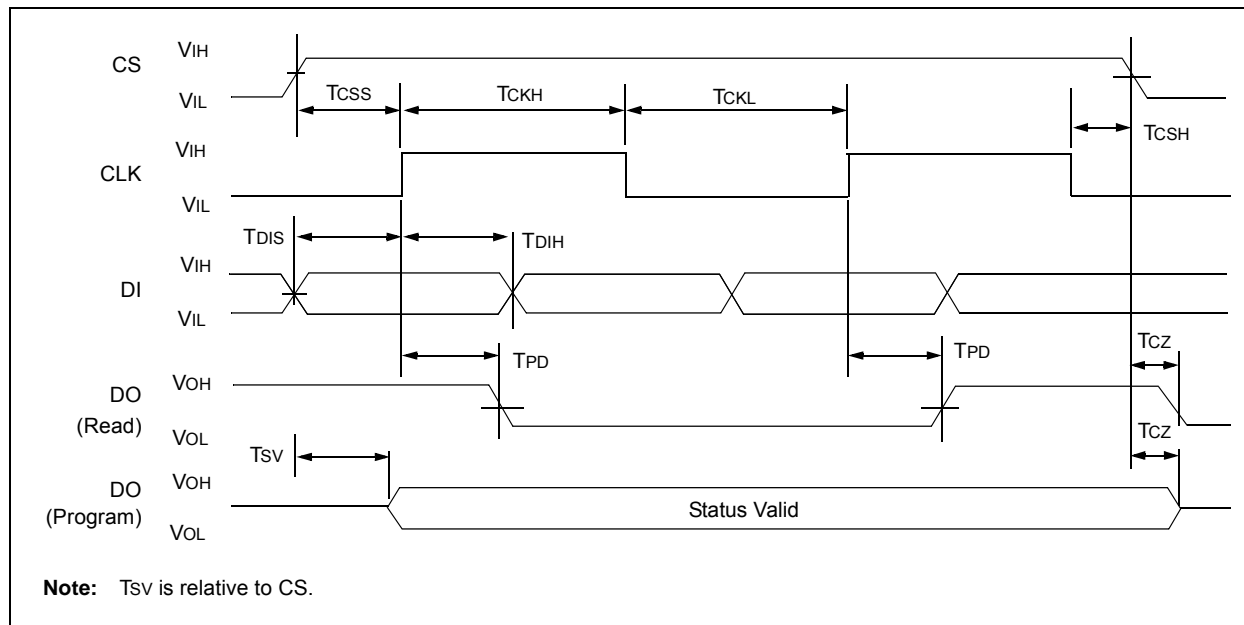 CS
VIH
VIL
TCSS
TCKH
TCKL
TCSH
CLK
VIH
VIL
TDIS
TDIH
DI
VIH
VIL
TPD
TPD
TCZ
DO
(Read)
VOH
VOL
TCZ
TSV
DO
(Program)
VOH
VOL
Status Valid
Note: TSV is relative to CS.